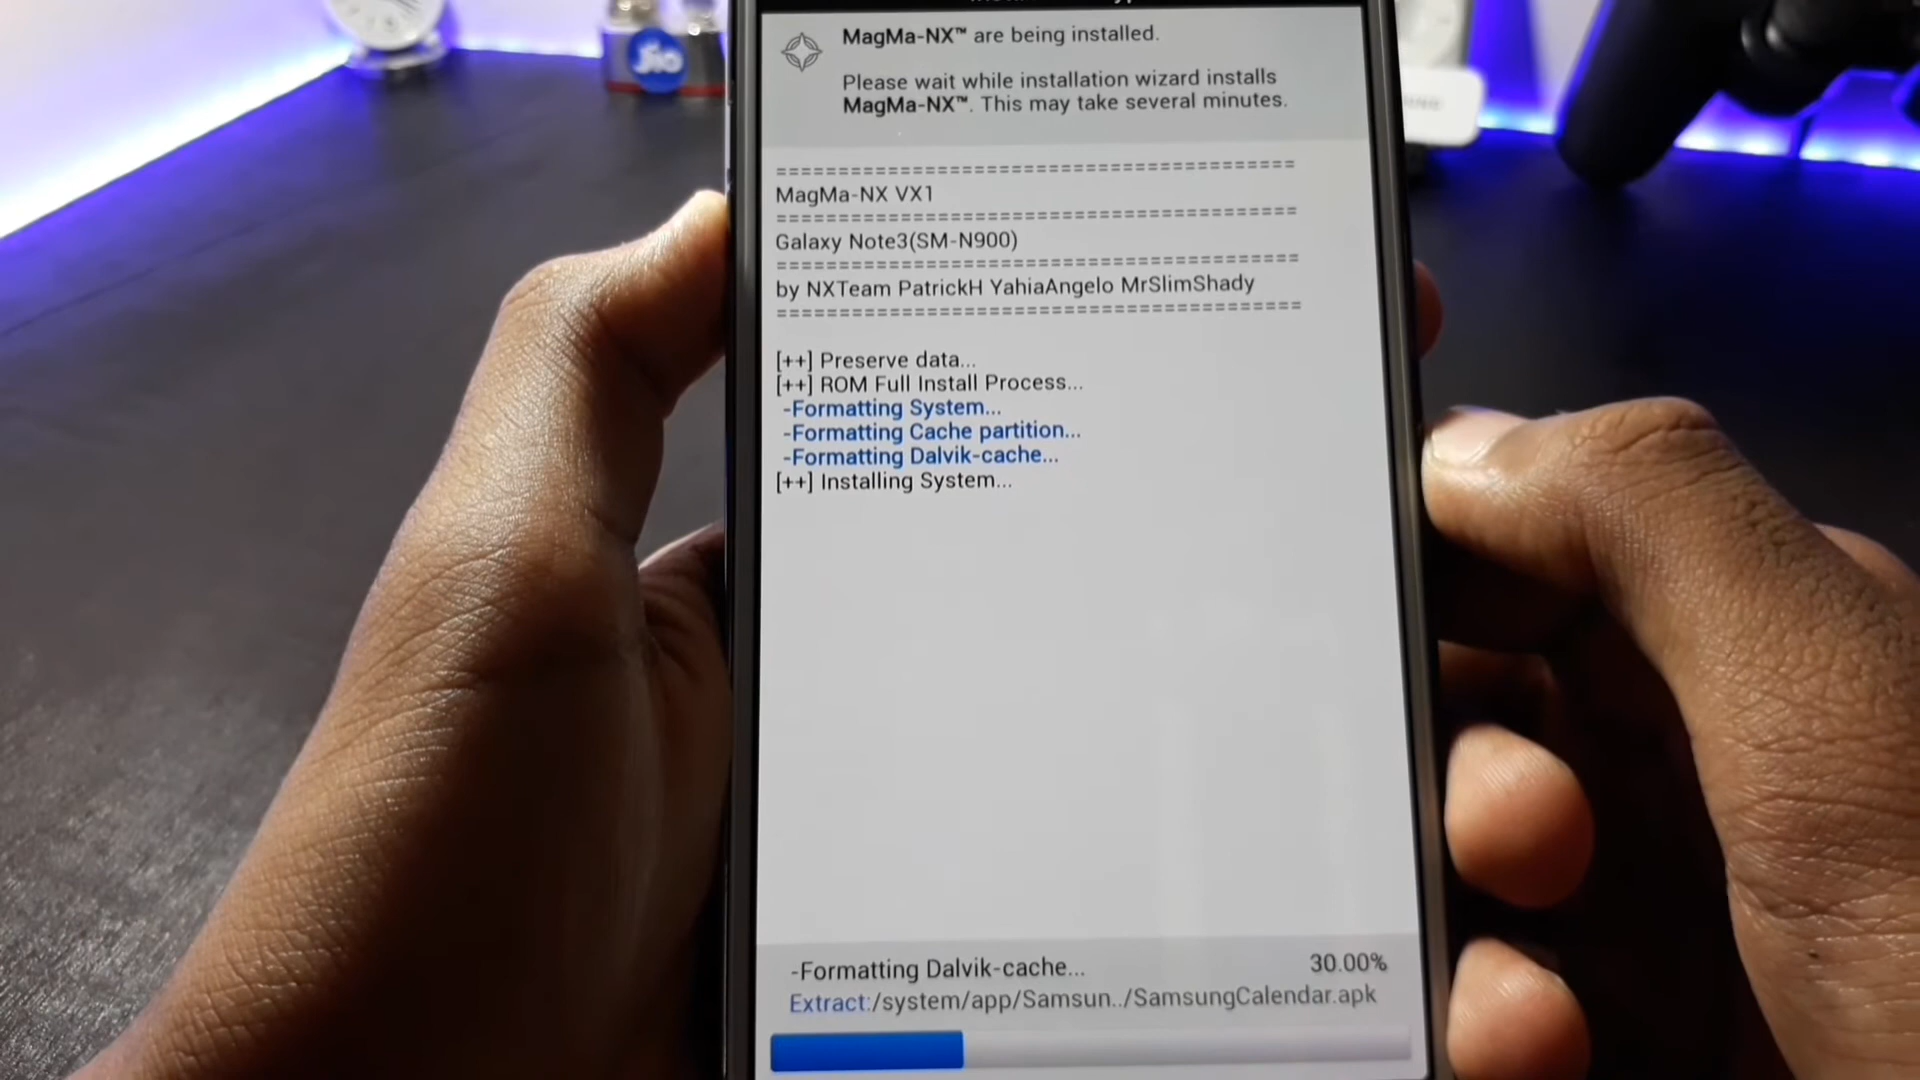 Jio
MagMa-NX™ are being installed.
Please wait while installation wizard installs
MagMa-NX™. This may take several minutes.
========================================
MagMa-NX VX1
========================================
Galaxy Note3(SM-N900)
========================================
by NXTeam PatrickH YahiaAngelo MrSlimShady
========================================
[++] Preserve data...
[++] ROM Full Install Process...
-Formatting System...
-Formatting Cache partition...
-Formatting Dalvik-cache...
[++] Installing System...
-Formatting Dalvik-cache... 30.00%
Extract:/system/app/Samsun../SamsungCalendar.apk